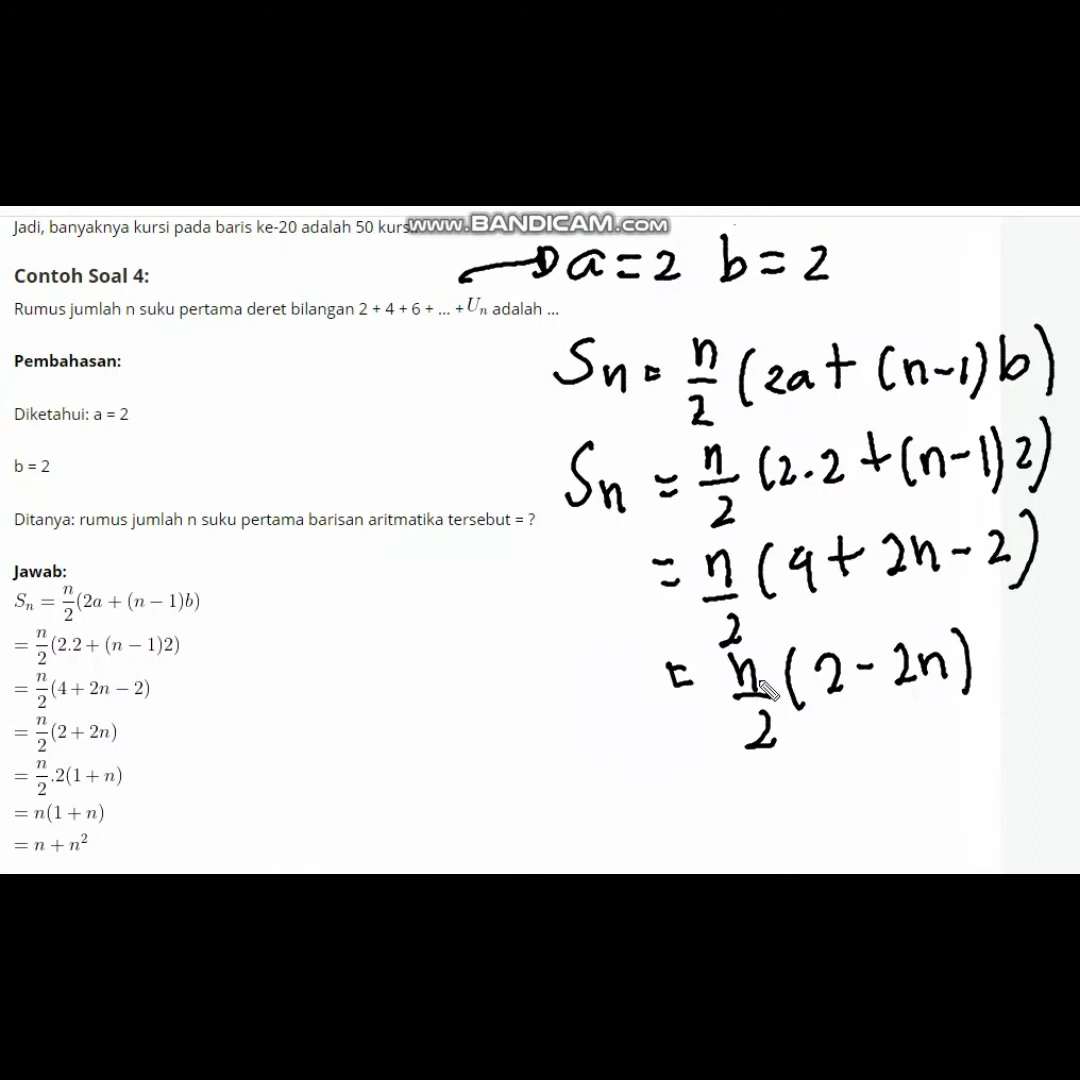 Jadi, banyaknya kursi pada baris ke-20 adalah 50 kurs
www.BANDICAM.COM
Contoh Soal 4:
Rumus jumlah n suku pertama deret bilangan 2 + 4 + 6 + ... + Uₙ adalah ...
Pembahasan:
Diketahui: a = 2
b = 2
Ditanya: rumus jumlah n suku pertama barisan aritmatika tersebut = ?
Jawab:
Sₙ = n/2(2a + (n − 1)b)
= n/2(2.2 + (n − 1)2)
= n/2(4 + 2n − 2)
= n/2(2 + 2n)
= n/2.2(1 + n)
= n(1 + n)
= n + n²
a = 2 b = 2
Sn = n/2 (2a + (n-1)b)
Sn = n/2 (2.2 + (n-1)2)
= n/2 (4 + 2n - 2)
= n/2 (2 - 2n)